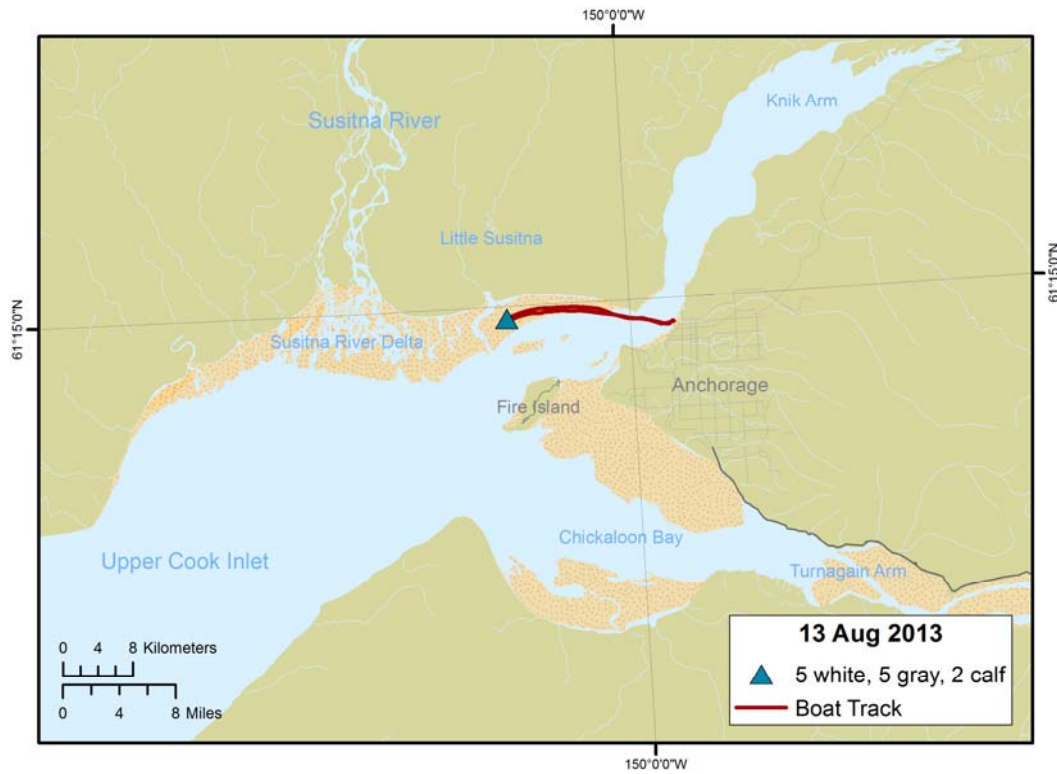 150°0'0"W
Knik Arm
Susitna River
Little Susitna
61°15'0"N
61°15'0"N
Susitna River Delta
Anchorage
Fire Island
Chickaloon Bay
Upper Cook Inlet
Turnagain Arm
13 Aug 2013
0 4 8 Kilometers
5 white, 5 gray, 2 calf
Boat Track
0 4 8 Miles
150°0'0"W